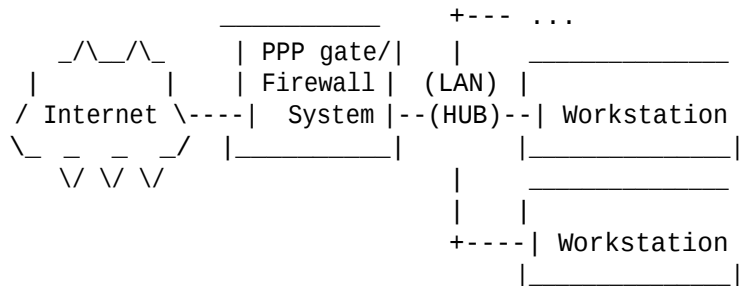 ...
PPP gate/
Firewall (LAN)
Internet System (HUB) Workstation
Workstation